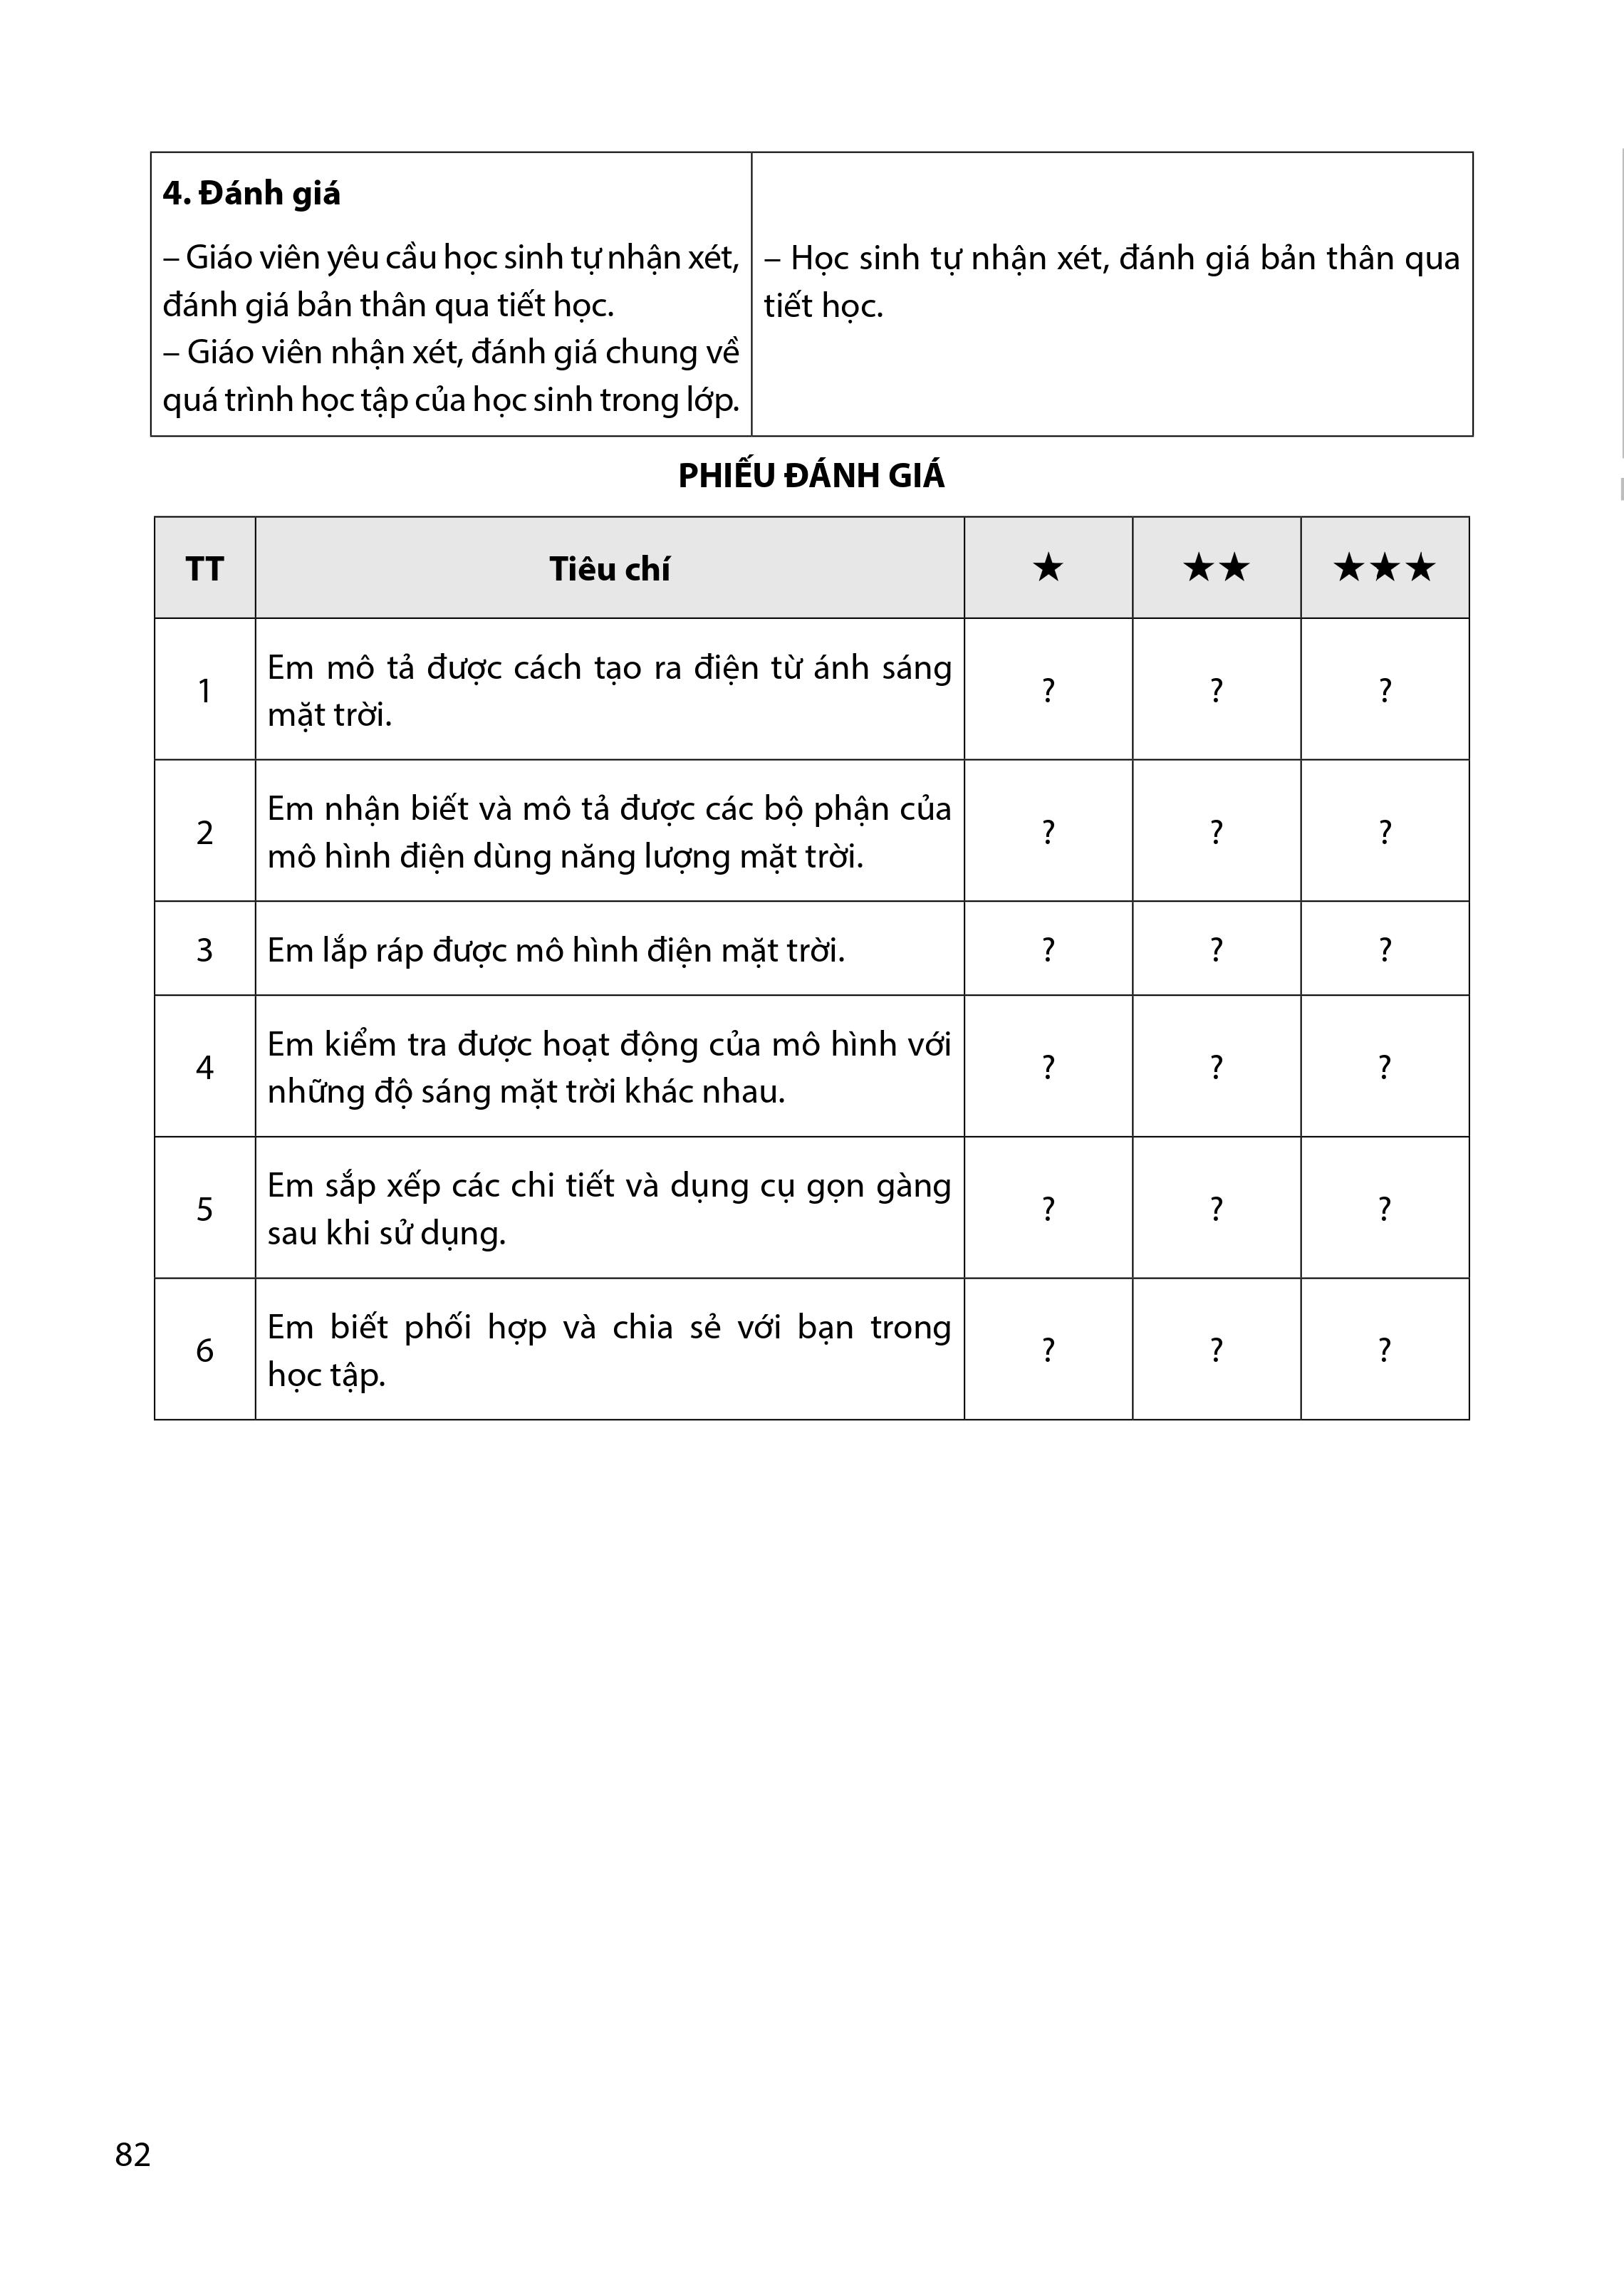 4. Đánh giá
– Giáo viên yêu cầu học sinh tự nhận xét,
đánh giá bản thân qua tiết học.
– Giáo viên nhận xét, đánh giá chung về
quá trình học tập của học sinh trong lớp.
– Học sinh tự nhận xét, đánh giá bản thân qua
tiết học.
PHIẾU ĐÁNH GIÁ
TT Tiêu chí ★ ★★ ★★★
1 Em mô tả được cách tạo ra điện từ ánh sáng
mặt trời. ? ? ?
2 Em nhận biết và mô tả được các bộ phận của
mô hình điện dùng năng lượng mặt trời. ? ? ?
3 Em lắp ráp được mô hình điện mặt trời. ? ? ?
4 Em kiểm tra được hoạt động của mô hình với
những độ sáng mặt trời khác nhau. ? ? ?
5 Em sắp xếp các chi tiết và dụng cụ gọn gàng
sau khi sử dụng. ? ? ?
6 Em biết phối hợp và chia sẻ với bạn trong
học tập. ? ? ?
82